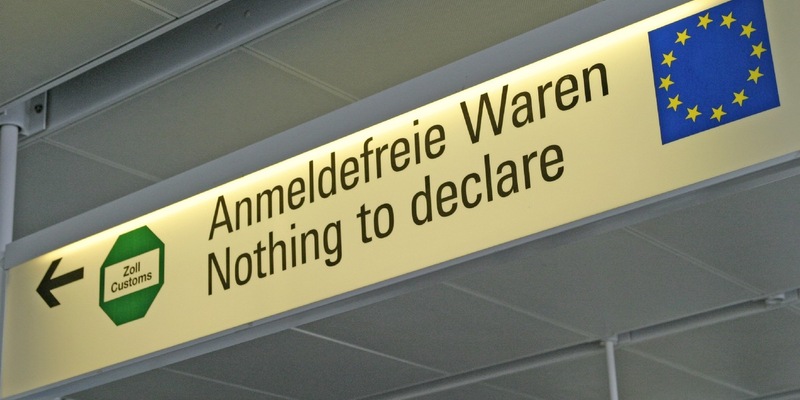 Zoll
Customs
Anmeldefreie Waren
Nothing to declare